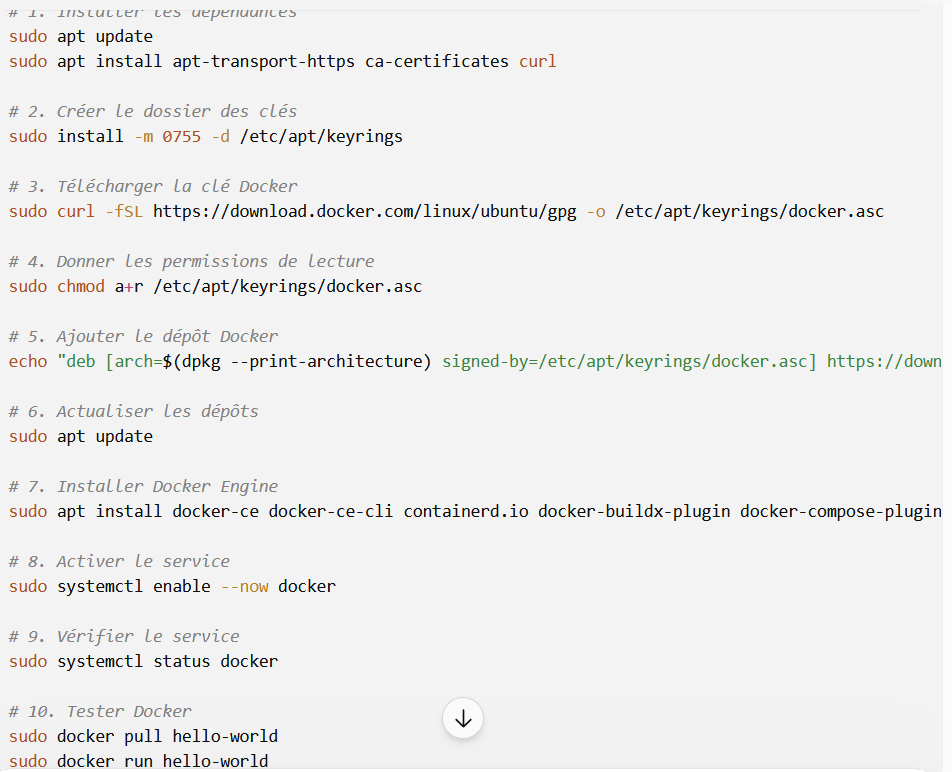 # 1. Installer les dépendances
sudo apt update
sudo apt install apt-transport-https ca-certificates curl
# 2. Créer le dossier des clés
sudo install -m 0755 -d /etc/apt/keyrings
# 3. Télécharger la clé Docker
sudo curl -fSL https://download.docker.com/linux/ubuntu/gpg -o /etc/apt/keyrings/docker.asc
# 4. Donner les permissions de lecture
sudo chmod a+r /etc/apt/keyrings/docker.asc
# 5. Ajouter le dépôt Docker
echo "deb [arch=$(dpkg --print-architecture) signed-by=/etc/apt/keyrings/docker.asc] https://down
# 6. Actualiser les dépôts
sudo apt update
# 7. Installer Docker Engine
sudo apt install docker-ce docker-ce-cli containerd.io docker-buildx-plugin docker-compose-plugin
# 8. Activer le service
sudo systemctl enable --now docker
# 9. Vérifier le service
sudo systemctl status docker
# 10. Tester Docker
sudo docker pull hello-world
sudo docker run hello-world